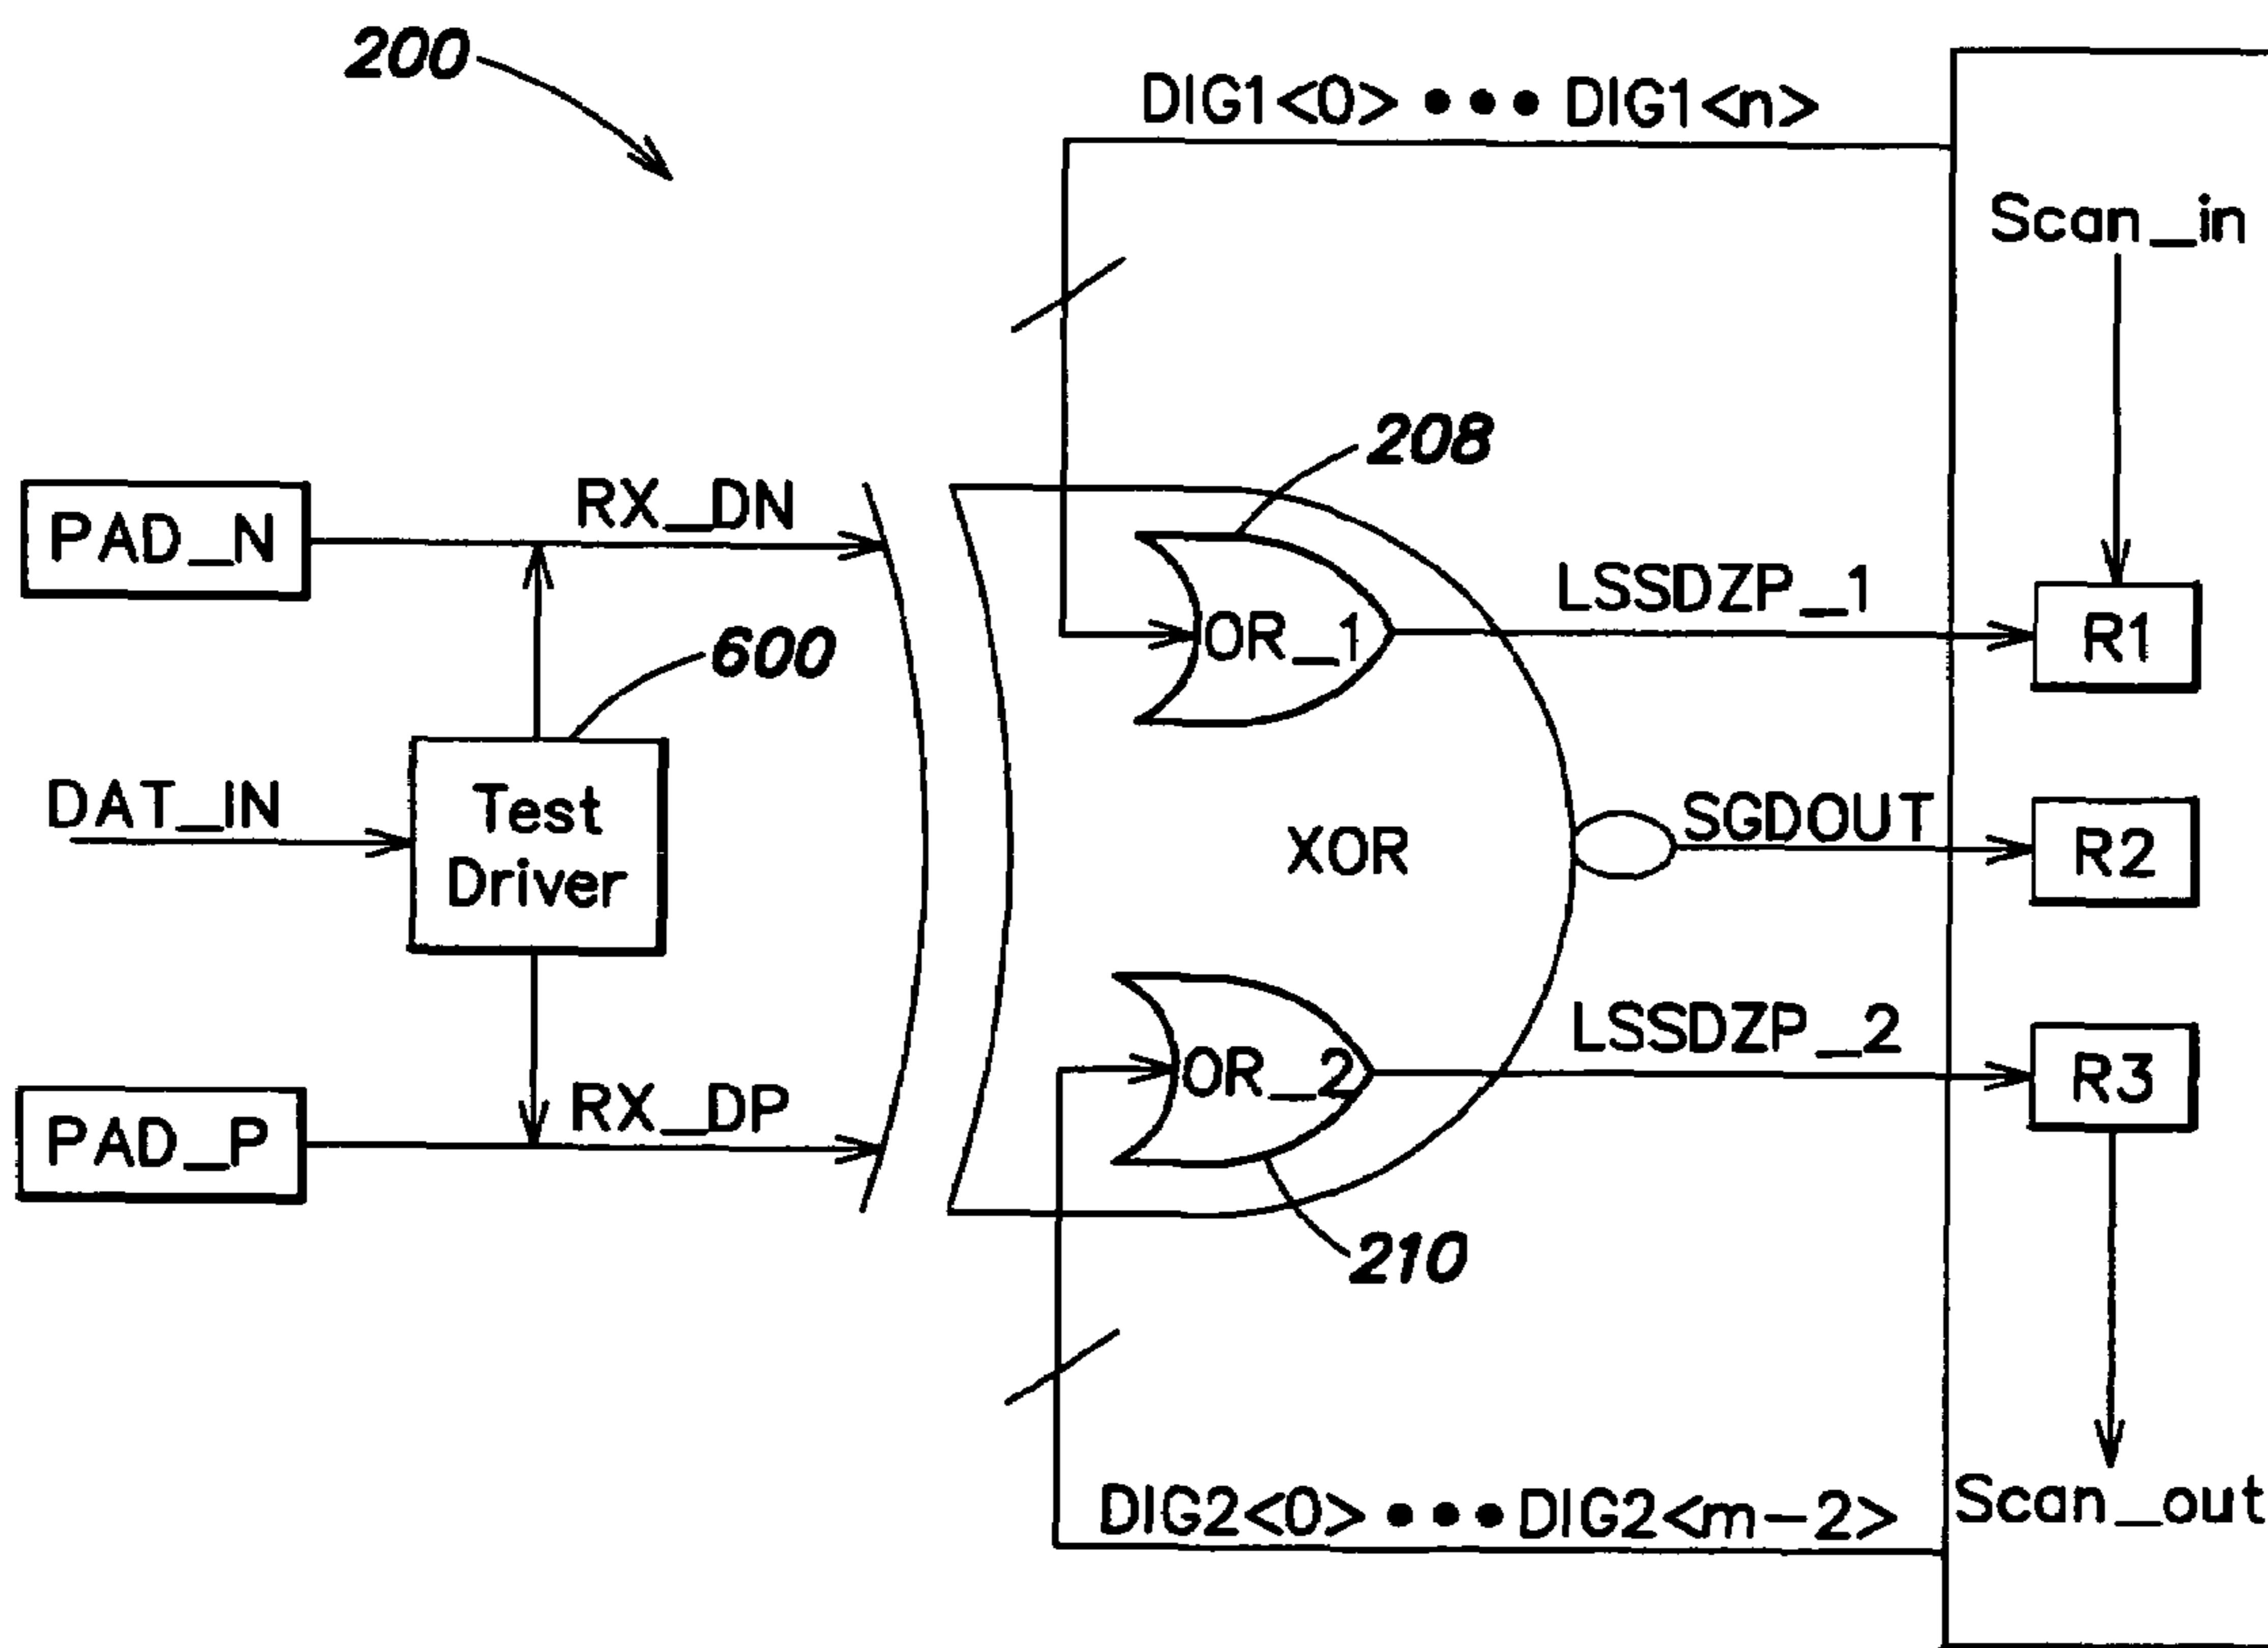 200
DIG1<0> ••• DIG1<n>
Scan_in
208
PAD_N
RX_DN
LSSDZP_1
OR_1
R1
600
DAT_IN
Test
Driver
XOR
SGDOUT
R2
LSSDZP_2
OR_2
R3
PAD_P
RX_DP
210
DIG2<0> ••• DIG2<m-2>
Scan_out